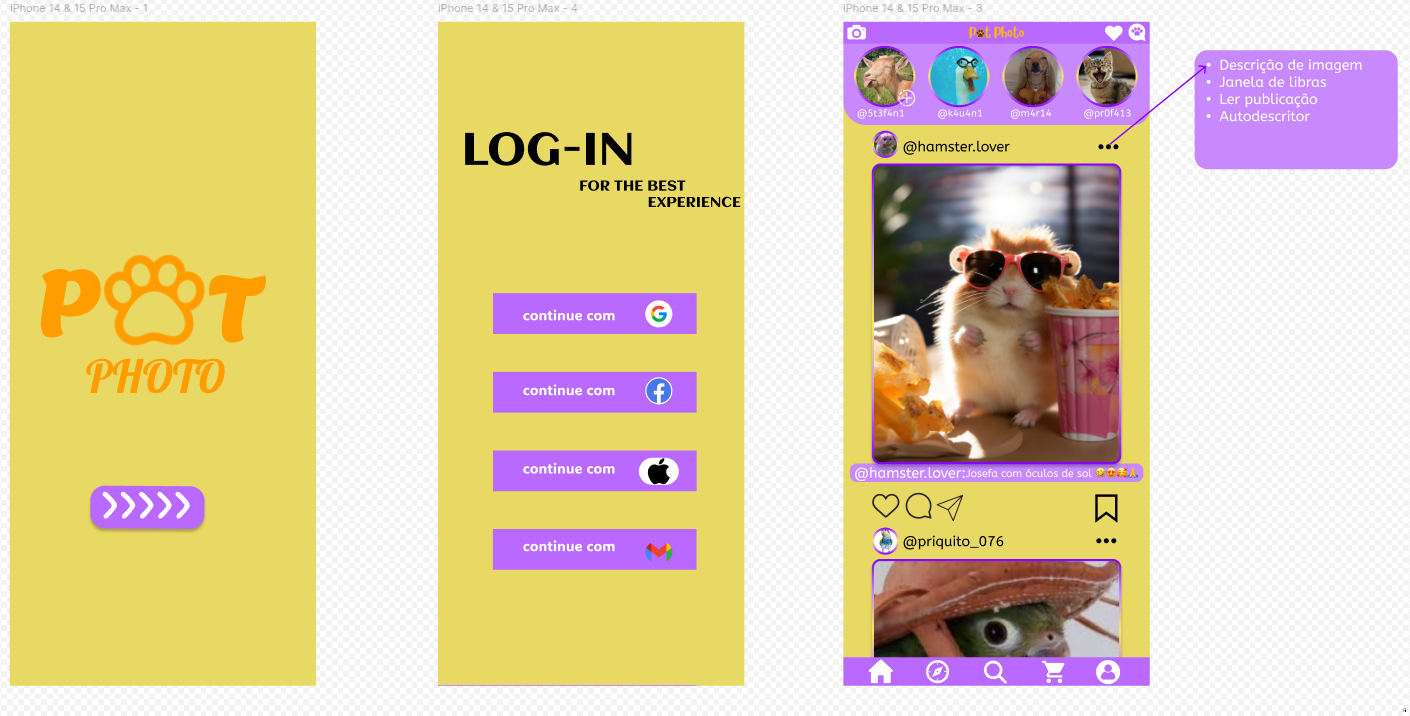 iPhone 14 & 15 Pro Max - 1
P T
PHOTO
iPhone 14 & 15 Pro Max - 4
LOG-IN
FOR THE BEST
EXPERIENCE
continue com
continue com
continue com
continue com
iPhone 14 & 15 Pro Max - 3
P t Photo
@5t3f4n1 @k4u4n1 @m4r14 @pr0f413
@hamster.lover
@hamster.lover:Josefa com óculos de sol 🤣😍🥰🙏
@priquito_076
• Descrição de imagem
• Janela de libras
• Ler publicação
• Autodescritor